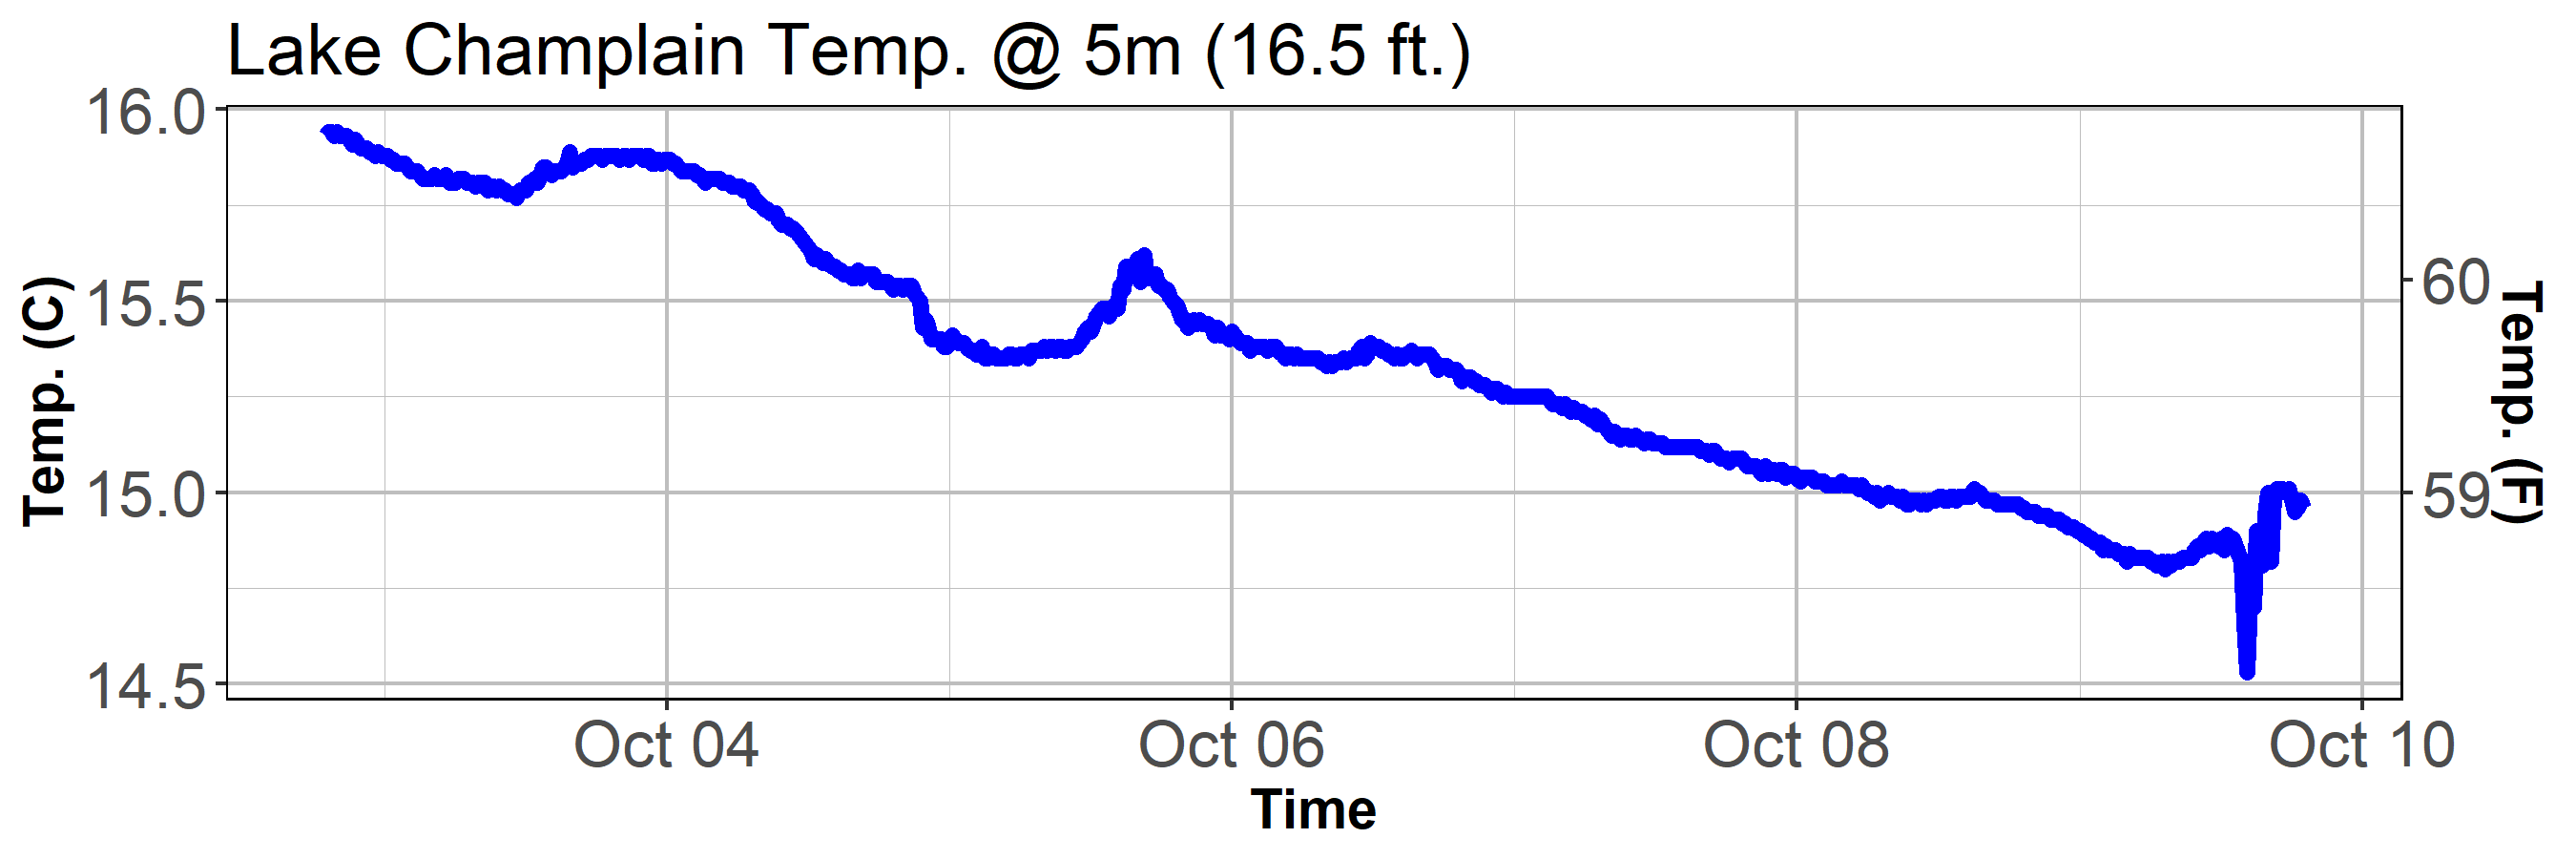 Lake Champlain Temp. @ 5m (16.5 ft.)
16.0
15.5
15.0
14.5
Temp. (C)
60
59
Temp. (F)
Oct 04
Oct 06
Oct 08
Oct 10
Time